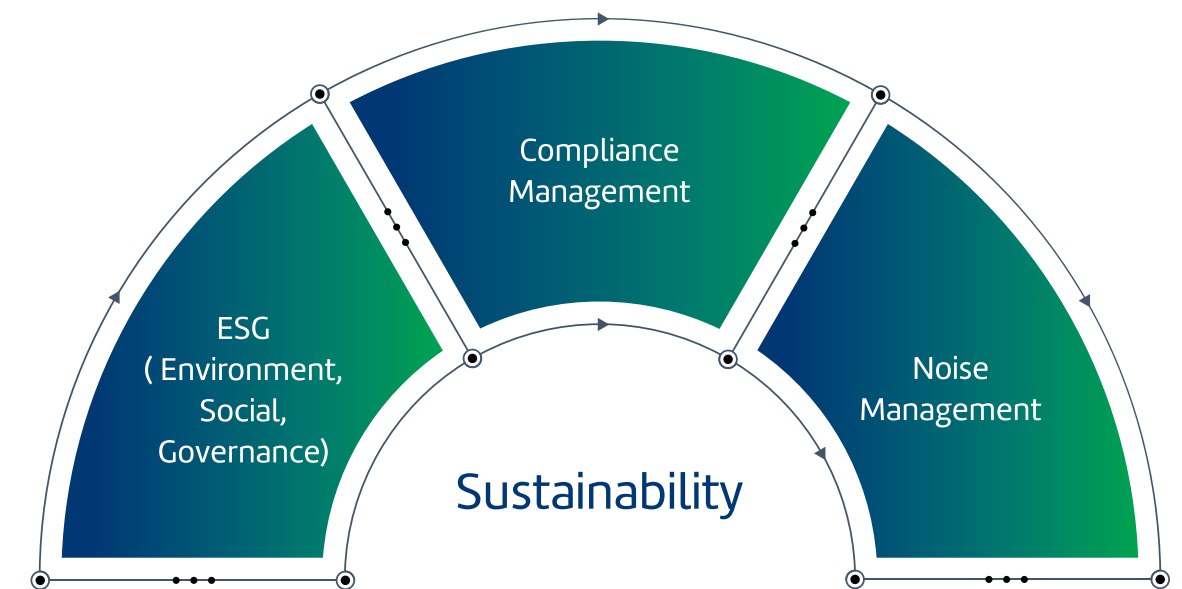 Compliance
Management
ESG
( Environment,
Social,
Governance)
Noise
Management
Sustainability